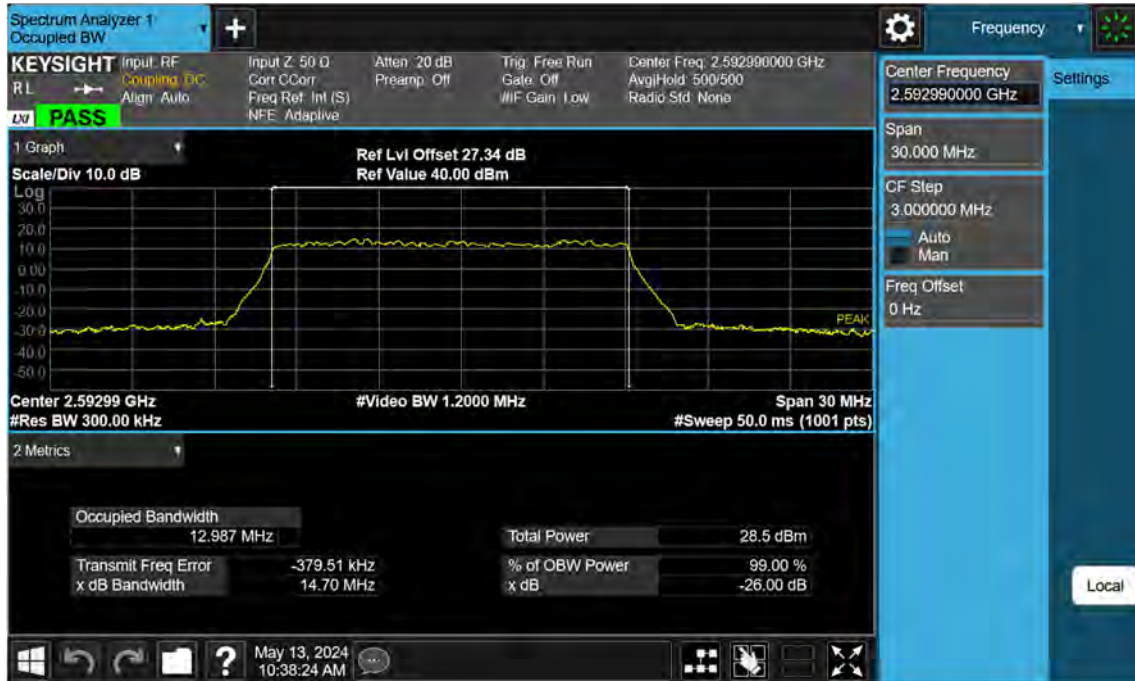 Spectrum Analyzer 1
Occupied BW
+
Frequency
KEYSIGHT
RL
LXI
PASS
Input: RF
Coupling: DC
Align: Auto
Input Z: 50 Ω
Corr CCorr
Freq Ref: Int (S)
NFE: Adaptive
Atten: 20 dB
Preamp: Off
Trig: Free Run
Gate: Off
#IF Gain: Low
Center Freq: 2.592990000 GHz
Avg|Hold: 500/500
Radio Std: None
Center Frequency
2.592990000 GHz
Settings
Span
30.000 MHz
CF Step
3.000000 MHz
Auto
Man
Freq Offset
0 Hz
Local
1 Graph
Scale/Div 10.0 dB
Ref Lvl Offset 27.34 dB
Ref Value 40.00 dBm
Log
30.0
20.0
10.0
0.00
-10.0
-20.0
-30.0
-40.0
-50.0
PEAK
Center 2.59299 GHz
#Video BW 1.2000 MHz
Span 30 MHz
#Res BW 300.00 kHz
#Sweep 50.0 ms (1001 pts)
2 Metrics
Occupied Bandwidth
12.987 MHz
Total Power 28.5 dBm
Transmit Freq Error -379.51 kHz
% of OBW Power 99.00 %
x dB Bandwidth 14.70 MHz
x dB -26.00 dB
?
May 13, 2024
10:38:24 AM